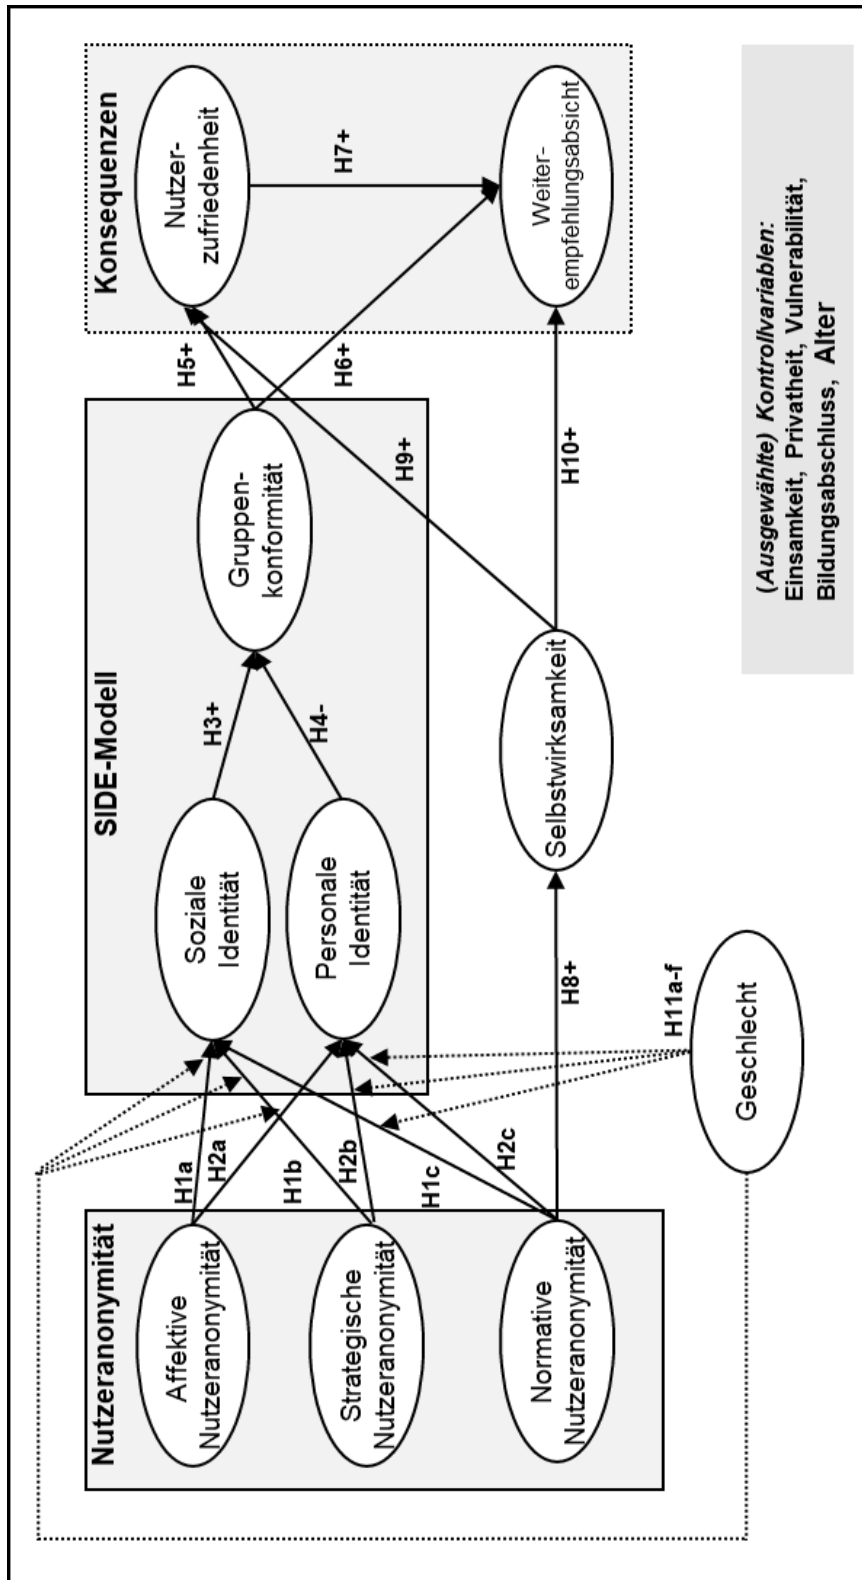 Nutzeranonymität
Affektive
Nutzeranonymität
Strategische
Nutzeranonymität
Normative
Nutzeranonymität
H1a
H2a
H1b
H2b
H1c
H2c
SIDE-Modell
Soziale
Identität
Personale
Identität
H3+
H4-
Gruppen-
konformität
H8+
Selbstwirksamkeit
H11a-f
Geschlecht
H5+
H6+
H9+
H10+
Konsequenzen
Nutzer-
zufriedenheit
H7+
Weiter-
empfehlungsabsicht
(Ausgewählte) Kontrollvariablen:
Einsamkeit, Privatheit, Vulnerabilität,
Bildungsabschluss, Alter